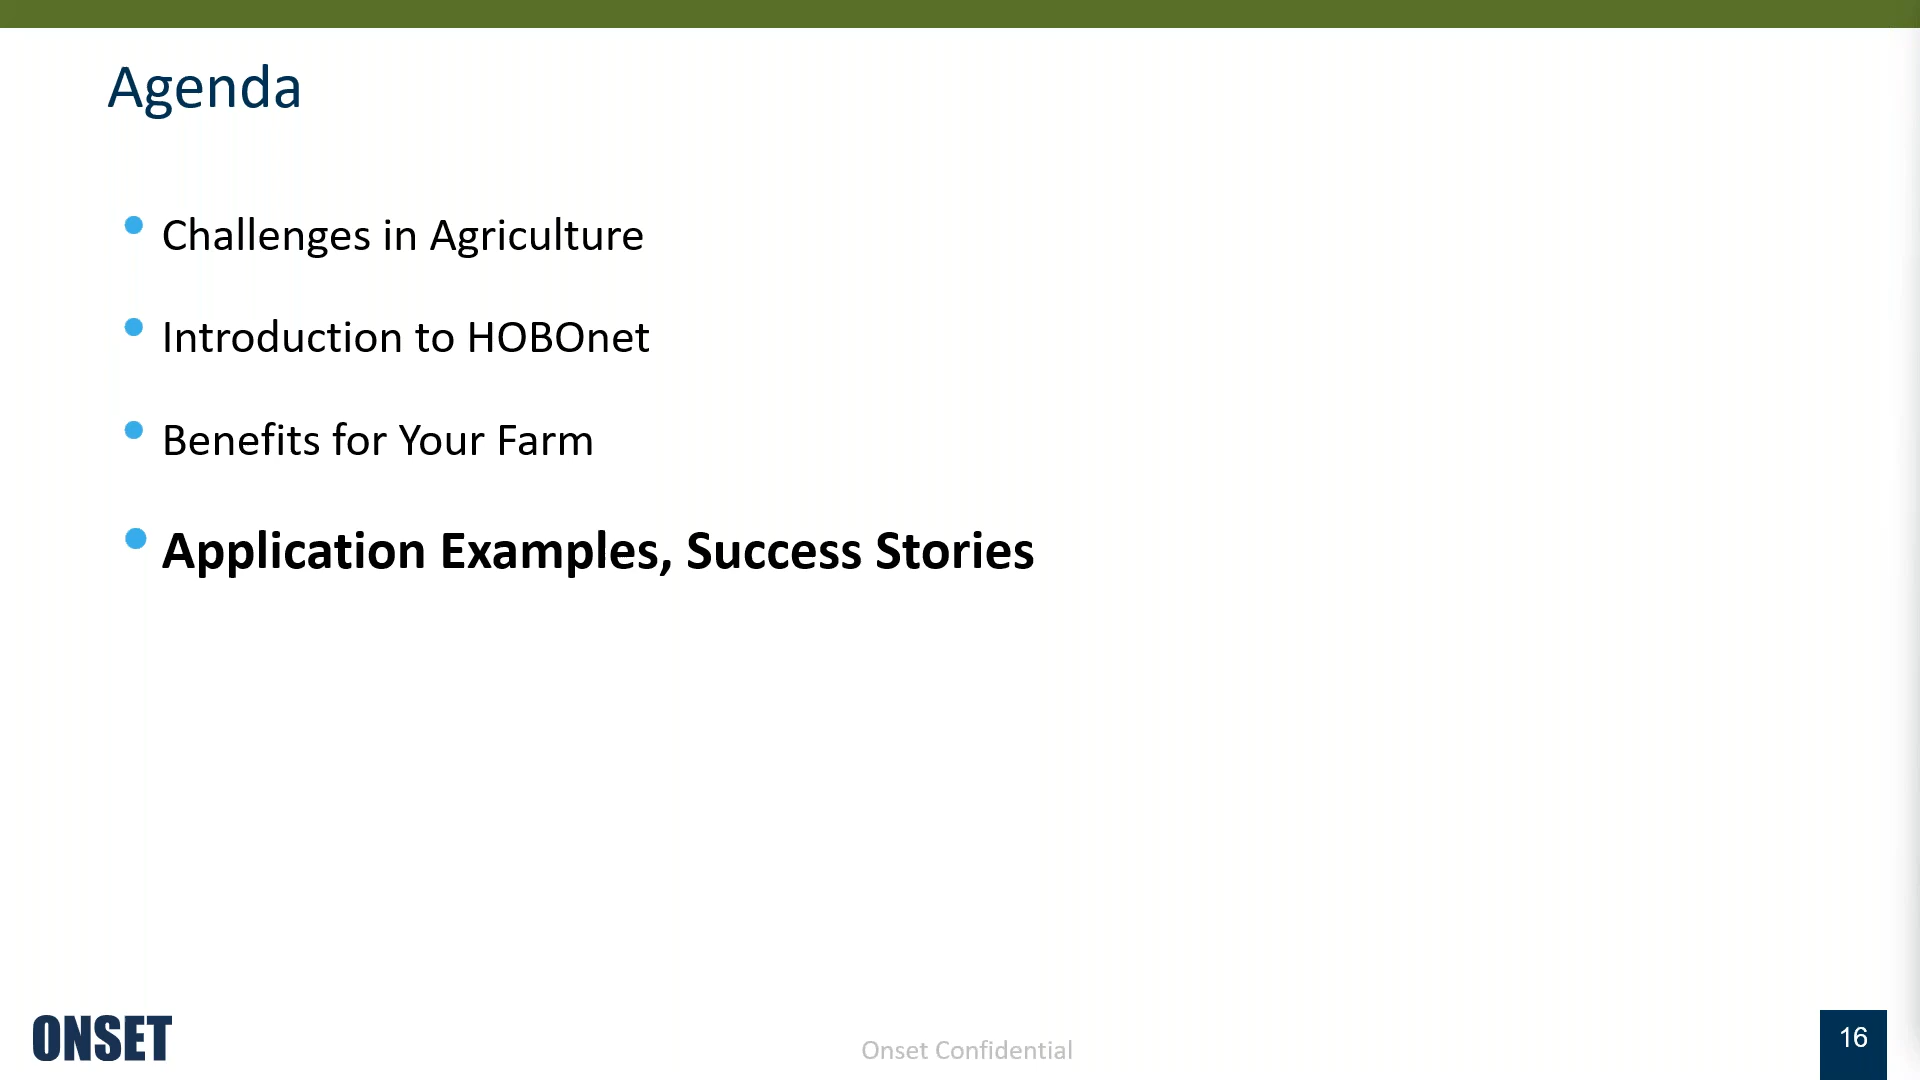 Agenda
Challenges in Agriculture
Introduction to HOBOnet
Benefits for Your Farm
Application Examples, Success Stories
ONSET
Onset Confidential
16